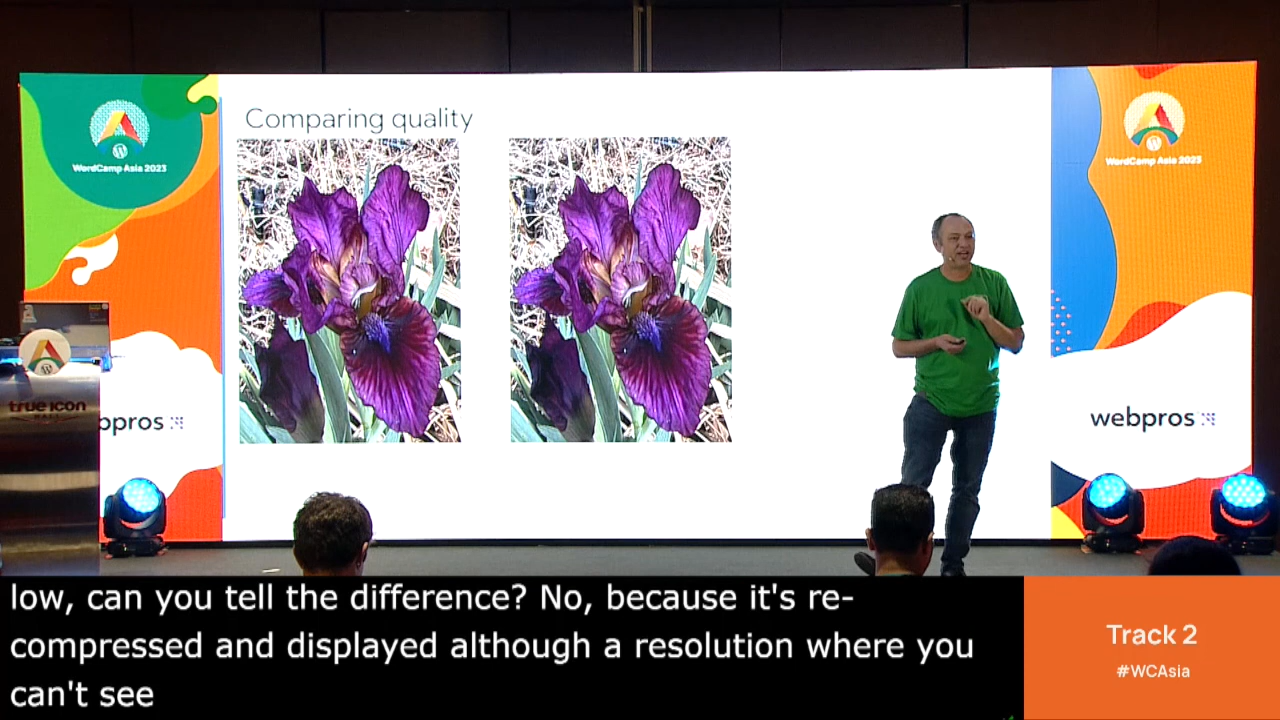 Comparing quality
WordCamp Asia 2023
WordCamp Asia 2023
true icon
HALL
opros
webpros
low, can you tell the difference? No, because it's re-
compressed and displayed although a resolution where you
can't see
Track 2
#WCAsia